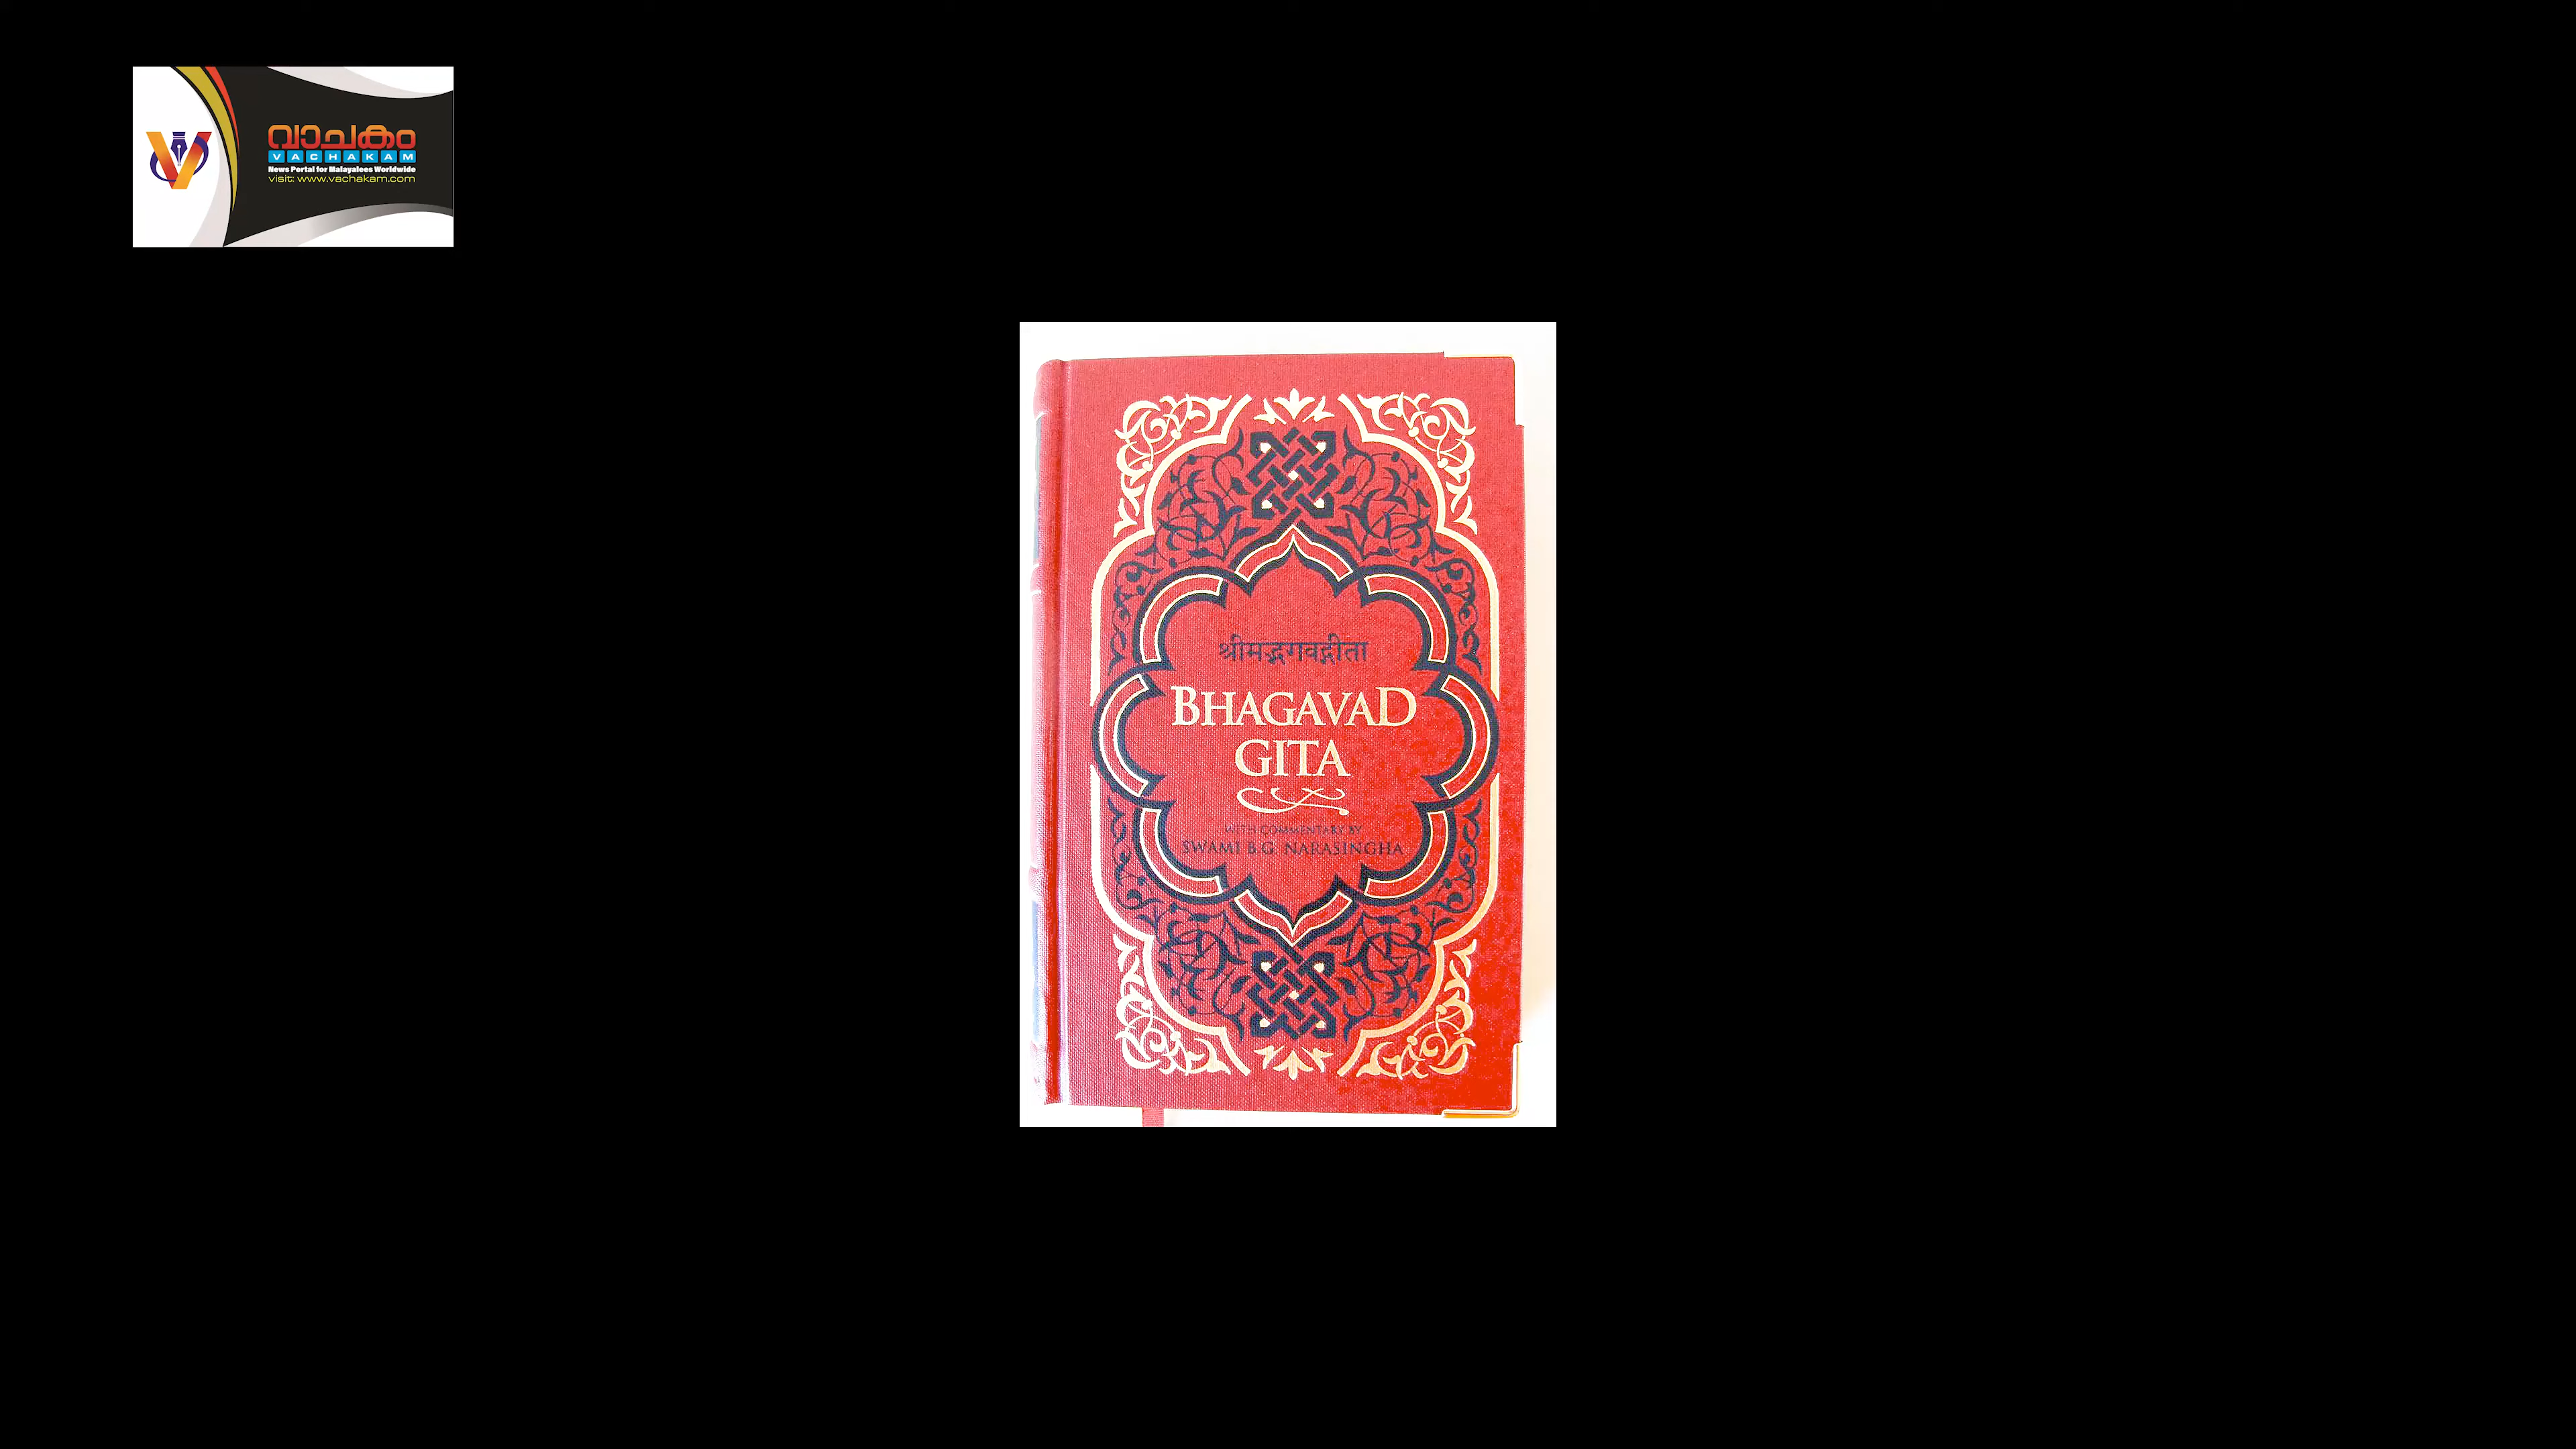 വാചകം
VACHAKAM
News Portal for Malayalees Worldwide
visit: www.vachakam.com
श्रीमद्भगवद्गीता
BHAGAVAD
GITA
WITH COMMENTARY BY
SWAMI B.G. NARASINGHA